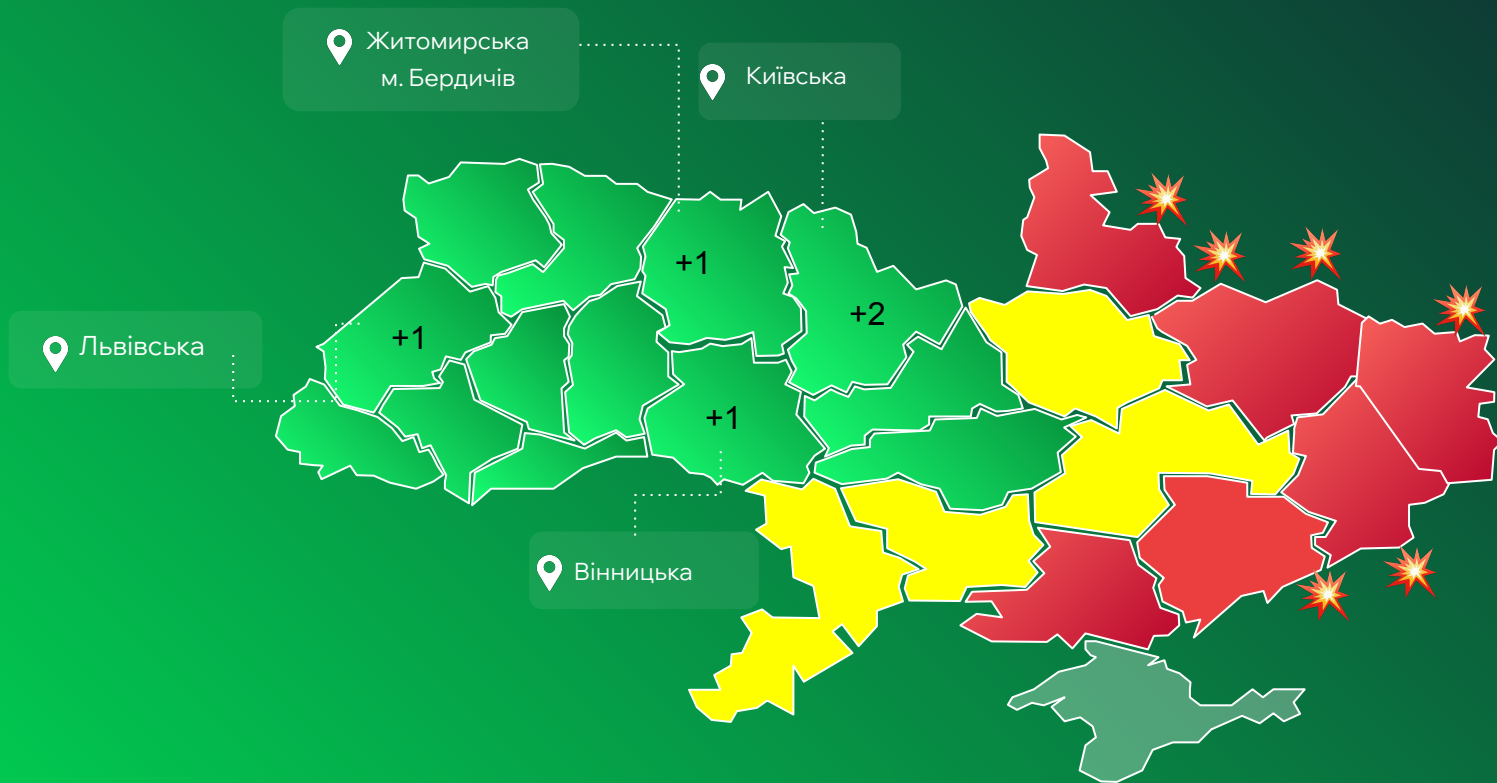 Житомирська
м. Бердичів
Київська
+1
+2
Львівська
+1
+1
Вінницька